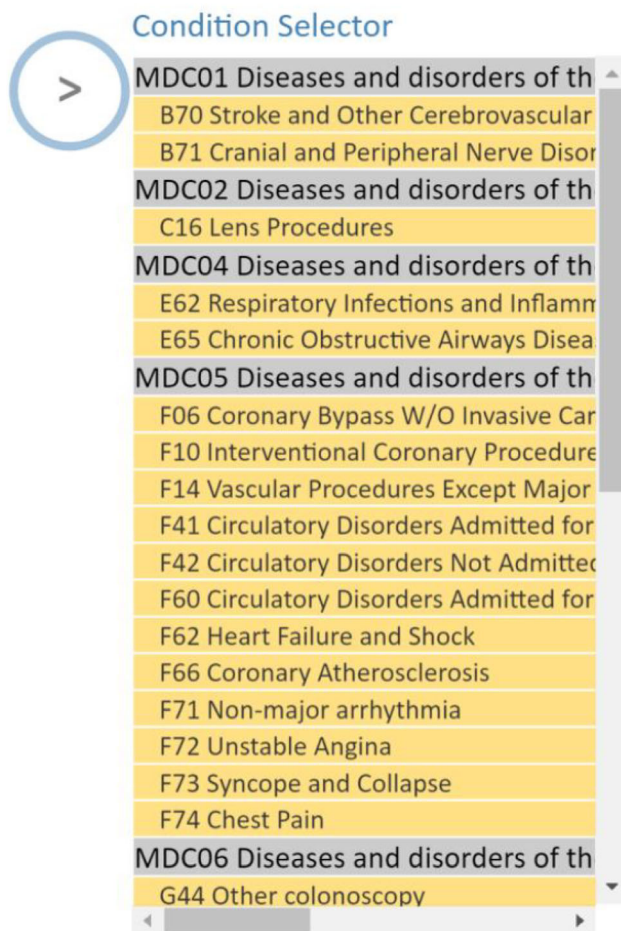 Condition Selector
>
MDC01 Diseases and disorders of th
B70 Stroke and Other Cerebrovascular
B71 Cranial and Peripheral Nerve Disor
MDC02 Diseases and disorders of th
C16 Lens Procedures
MDC04 Diseases and disorders of th
E62 Respiratory Infections and Inflamm
E65 Chronic Obstructive Airways Disea
MDC05 Diseases and disorders of th
F06 Coronary Bypass W/O Invasive Car
F10 Interventional Coronary Procedure
F14 Vascular Procedures Except Major
F41 Circulatory Disorders Admitted for
F42 Circulatory Disorders Not Admitted
F60 Circulatory Disorders Admitted for
F62 Heart Failure and Shock
F66 Coronary Atherosclerosis
F71 Non-major arrhythmia
F72 Unstable Angina
F73 Syncope and Collapse
F74 Chest Pain
MDC06 Diseases and disorders of th
G44 Other colonoscopy